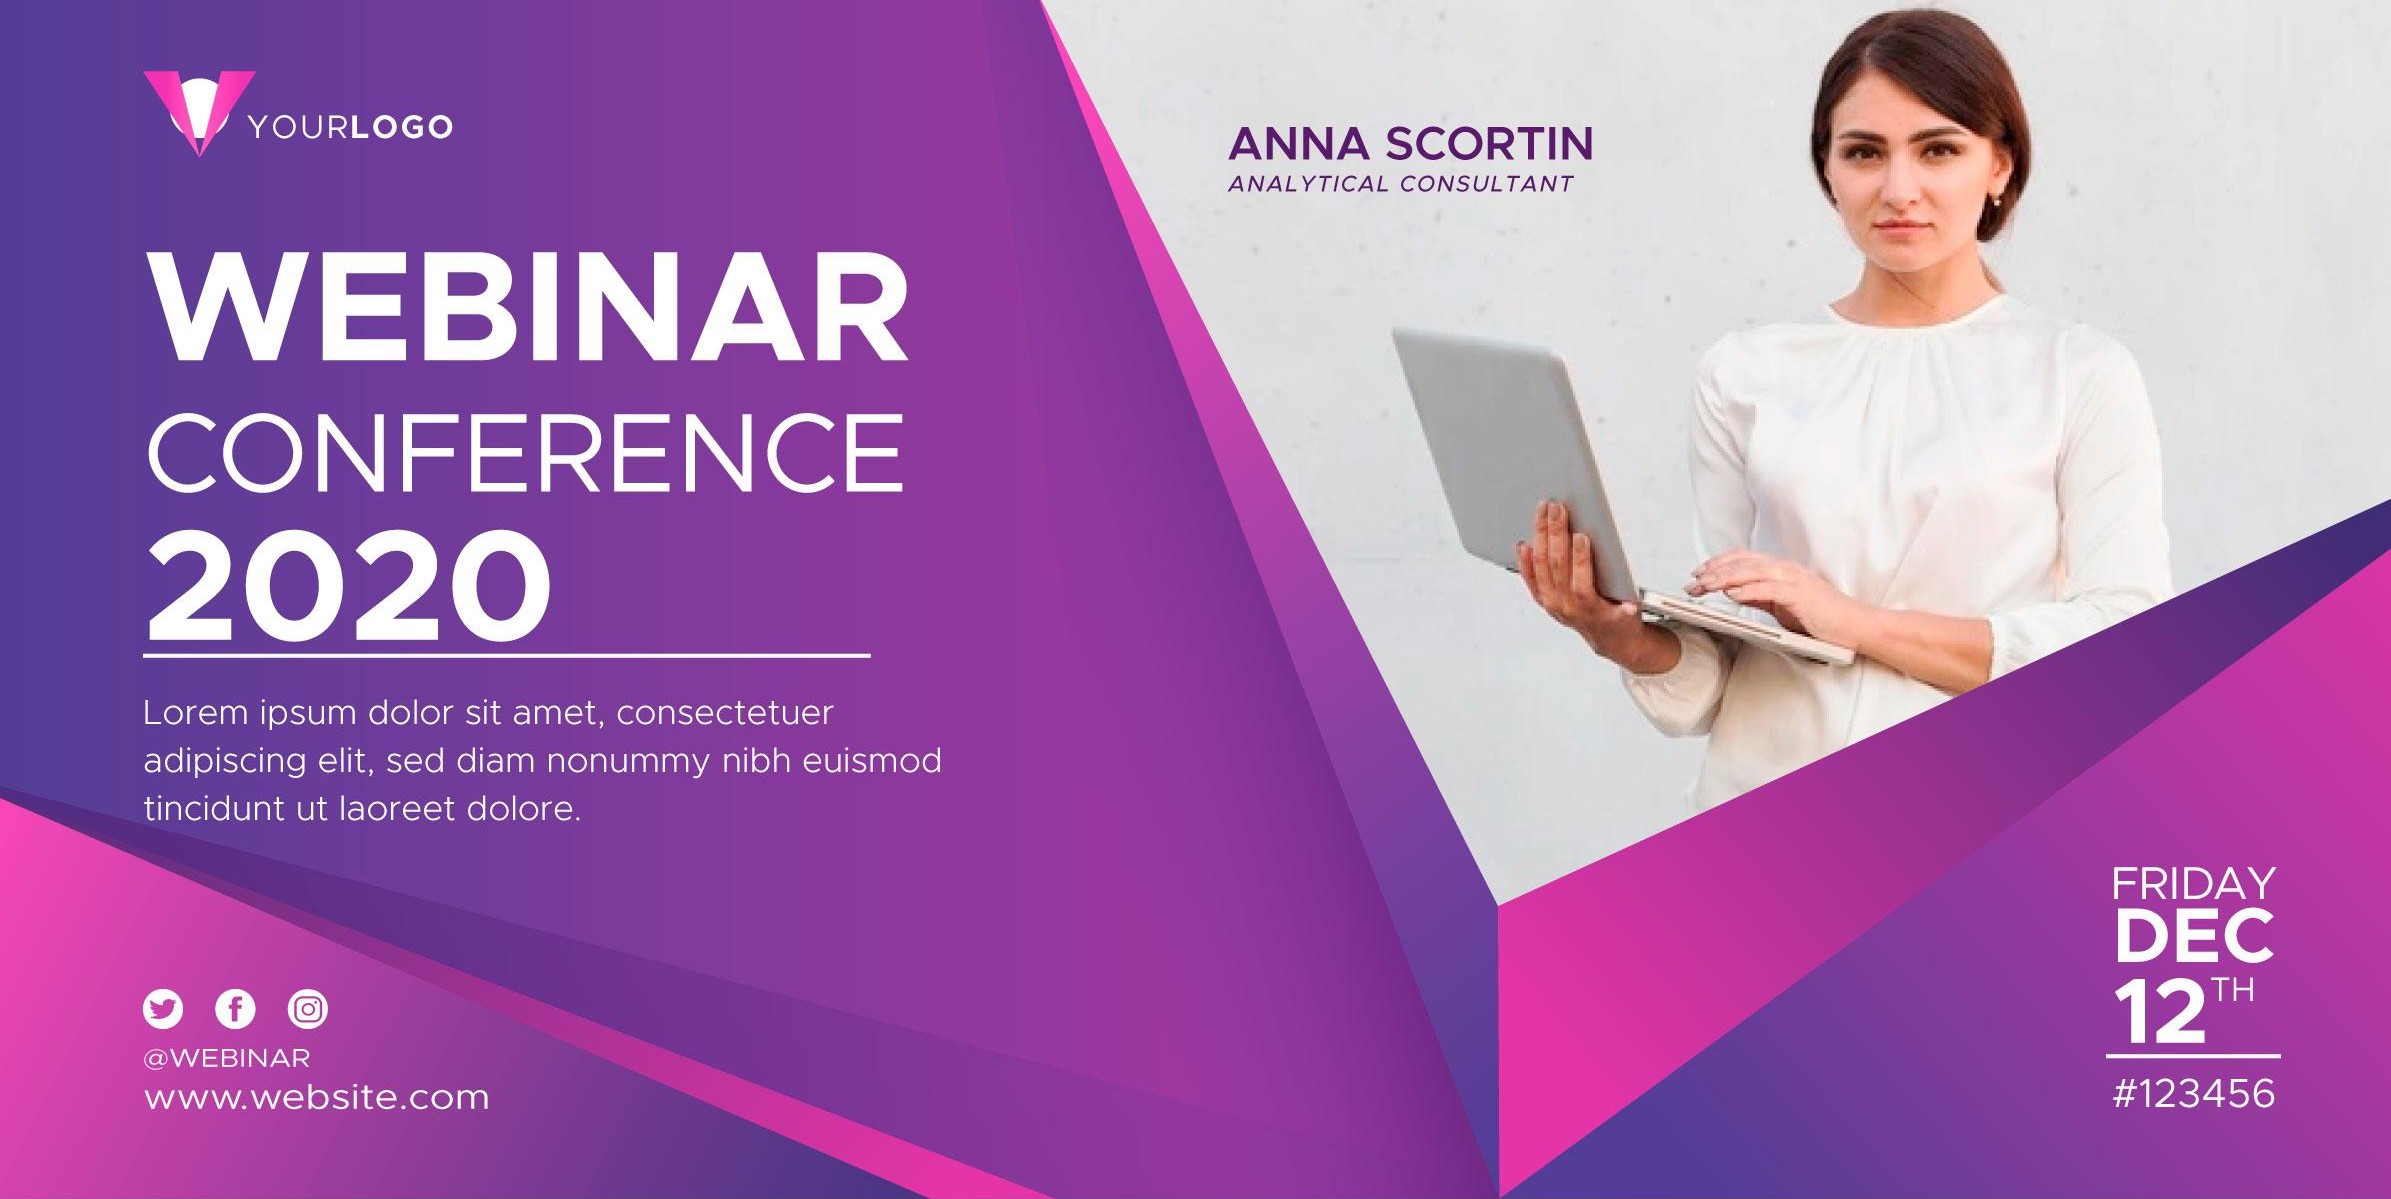 YOURLOGO
WEBINAR
CONFERENCE
2020
Lorem ipsum dolor sit amet, consectetuer
adipiscing elit, sed diam nonummy nibh euismod
tincidunt ut laoreet dolore.
@WEBINAR
www.website.com
ANNA SCORTIN
ANALYTICAL CONSULTANT
FRIDAY
DEC
12TH
#123456